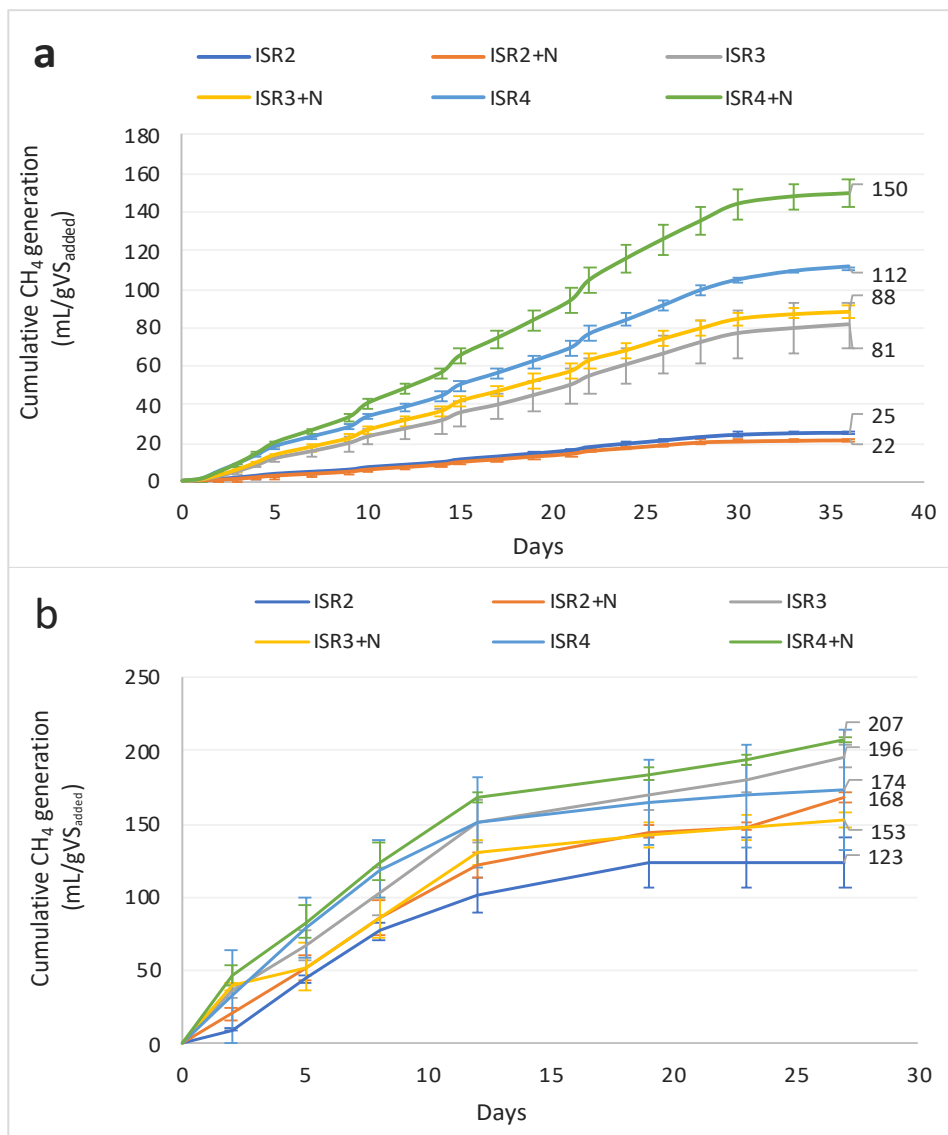 a
ISR2 ISR2+N ISR3
ISR3+N ISR4 ISR4+N
Cumulative CH4 generation
(mL/gVSadded)
180
160
140
120
100
80
60
40
20
0
150
112
88
81
25
22
0 5 10 15 20 25 30 35 40
Days
b
ISR2 ISR2+N ISR3
ISR3+N ISR4 ISR4+N
Cumulative CH4 generation
(mL/gVSadded)
250
200
150
100
50
0
207
196
174
168
153
123
0 5 10 15 20 25 30
Days